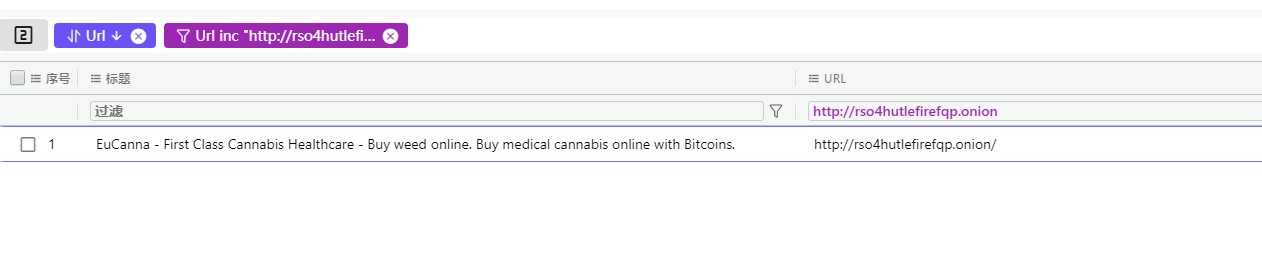 2 Url ↓ Url inc "http://rso4hutlefi...
序号 标题 URL
过滤 http://rso4hutlefirefqp.onion
1 EuCanna - First Class Cannabis Healthcare - Buy weed online. Buy medical cannabis online with Bitcoins. http://rso4hutlefirefqp.onion/